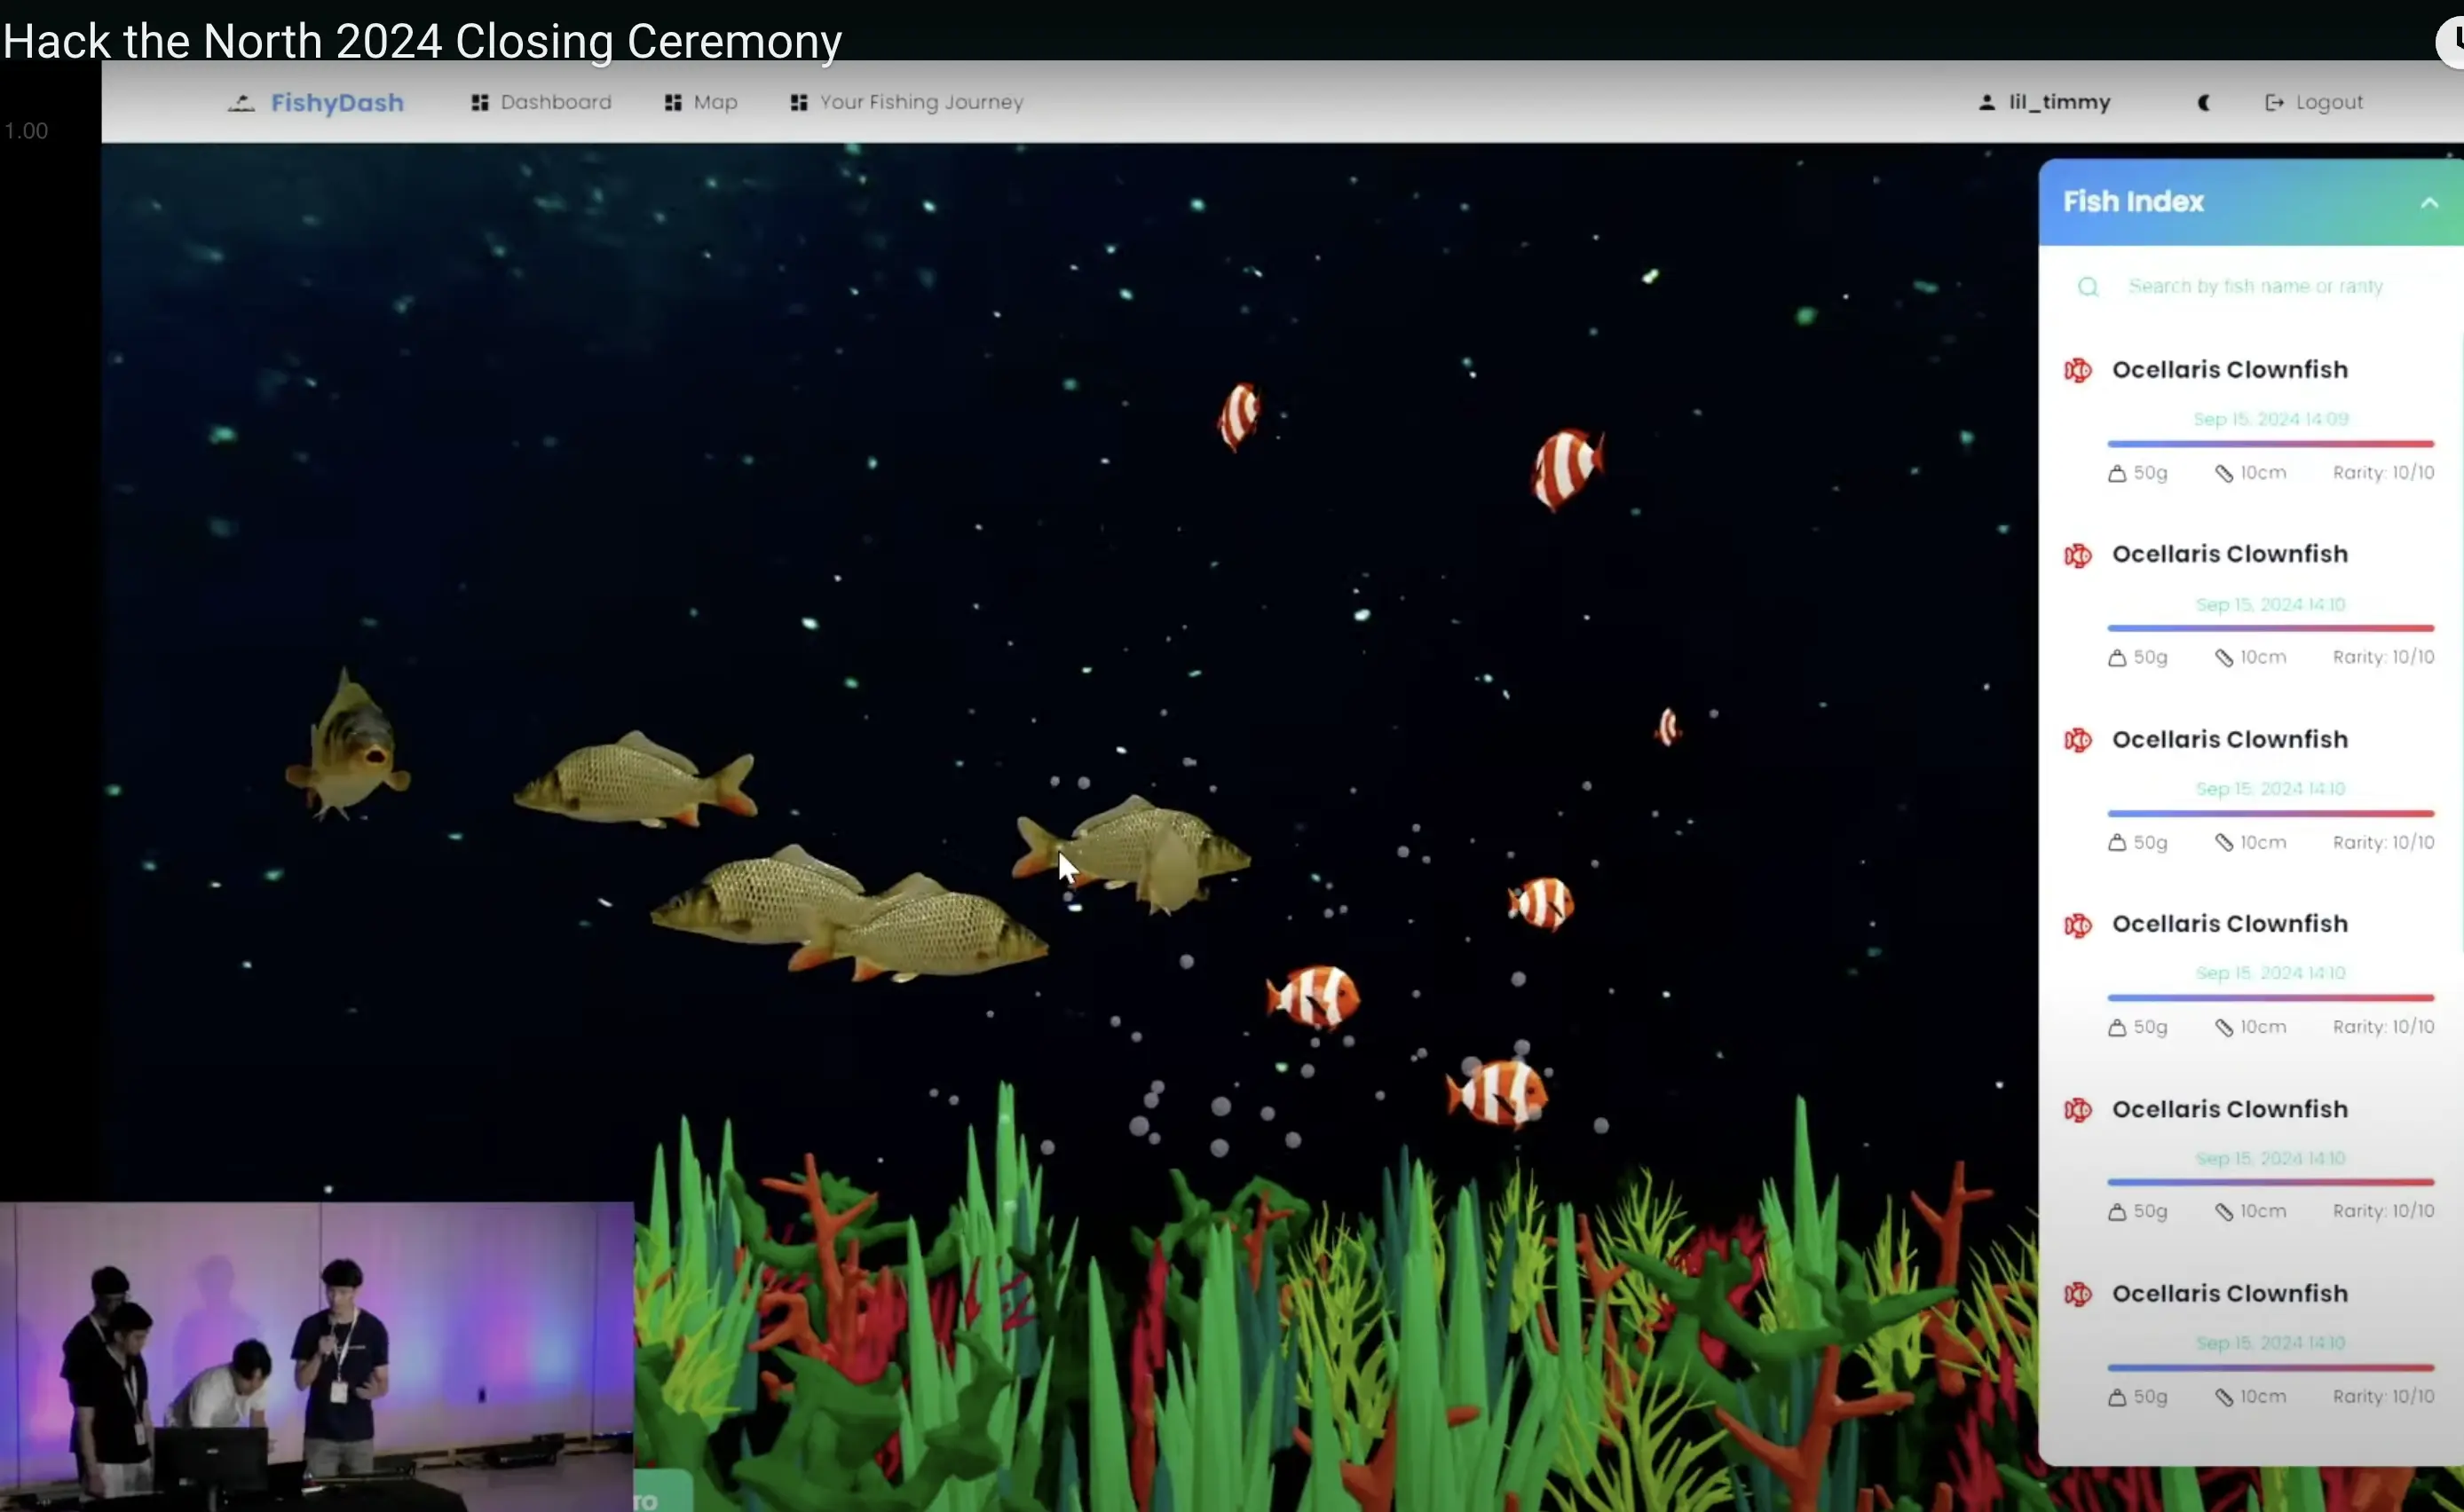 Hack the North 2024 Closing Ceremony
FishyDash Dashboard Map Your Fishing Journey lil_timmy Logout
1.00
Fish Index
Search by fish name or rarity
Ocellaris Clownfish
Sep 15, 2024 14:09
50g 10cm Rarity: 10/10
Ocellaris Clownfish
Sep 15, 2024 14:10
50g 10cm Rarity: 10/10
Ocellaris Clownfish
Sep 15, 2024 14:10
50g 10cm Rarity: 10/10
Ocellaris Clownfish
Sep 15, 2024 14:10
50g 10cm Rarity: 10/10
Ocellaris Clownfish
Sep 15, 2024 14:10
50g 10cm Rarity: 10/10
Ocellaris Clownfish
Sep 15, 2024 14:10
50g 10cm Rarity: 10/10